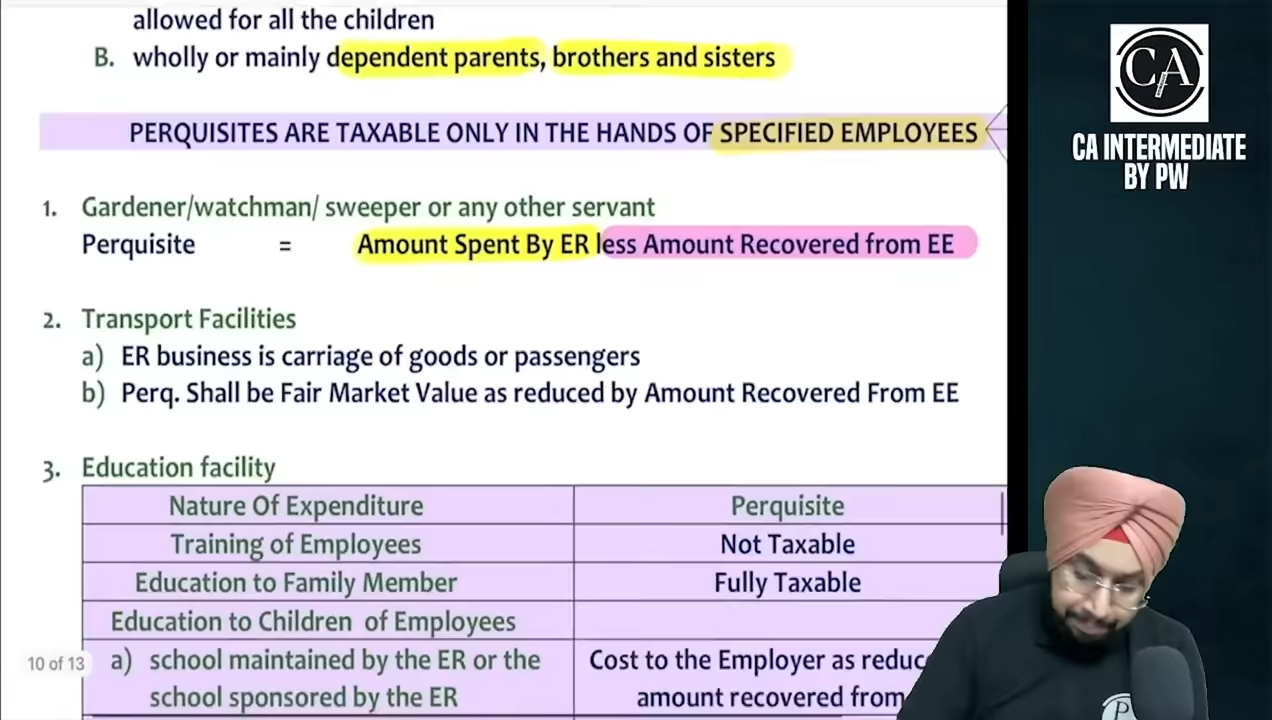 allowed for all the children
B. wholly or mainly dependent parents, brothers and sisters
PERQUISITES ARE TAXABLE ONLY IN THE HANDS OF SPECIFIED EMPLOYEES
1. Gardener/watchman/ sweeper or any other servant
Perquisite = Amount Spent By ER less Amount Recovered from EE
2. Transport Facilities
a) ER business is carriage of goods or passengers
b) Perq. Shall be Fair Market Value as reduced by Amount Recovered From EE
3. Education facility
Nature Of Expenditure Perquisite
Training of Employees Not Taxable
Education to Family Member Fully Taxable
Education to Children of Employees
a) school maintained by the ER or the Cost to the Employer as
school sponsored by the ER amount recovered from
10 of 13
CA
CA INTERMEDIATE
BY PW
P